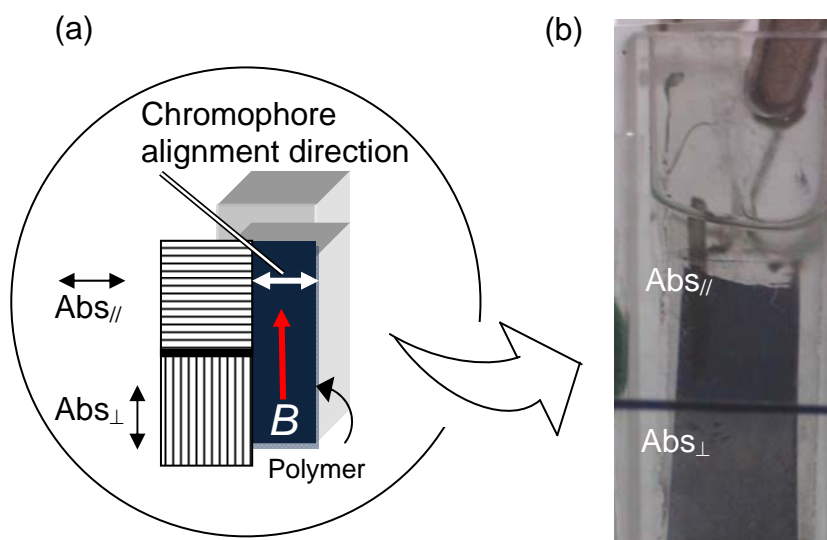 (a)
Chromophore
alignment direction
Abs//
Abs⊥
B
Polymer
(b)
Abs//
Abs⊥